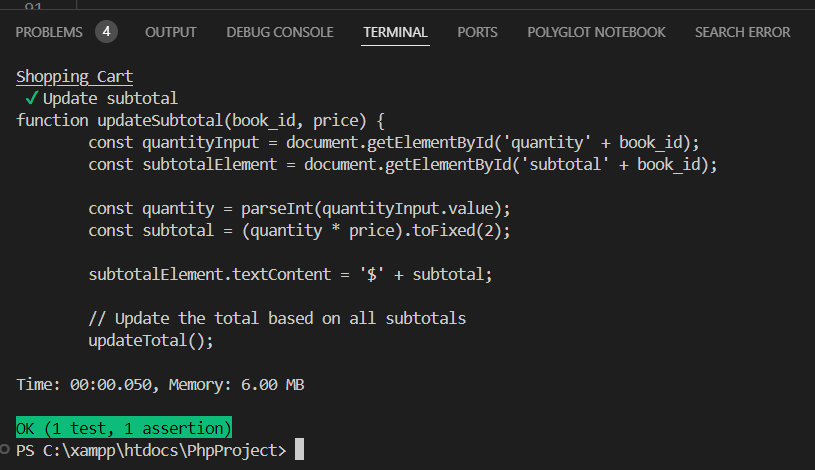 91
PROBLEMS 4 OUTPUT DEBUG CONSOLE TERMINAL PORTS POLYGLOT NOTEBOOK SEARCH ERROR
Shopping Cart
✓ Update subtotal
function updateSubtotal(book_id, price) {
        const quantityInput = document.getElementById('quantity' + book_id);
        const subtotalElement = document.getElementById('subtotal' + book_id);

        const quantity = parseInt(quantityInput.value);
        const subtotal = (quantity * price).toFixed(2);

        subtotalElement.textContent = '$' + subtotal;

        // Update the total based on all subtotals
        updateTotal();

Time: 00:00.050, Memory: 6.00 MB

OK (1 test, 1 assertion)
PS C:\xampp\htdocs\PhpProject>